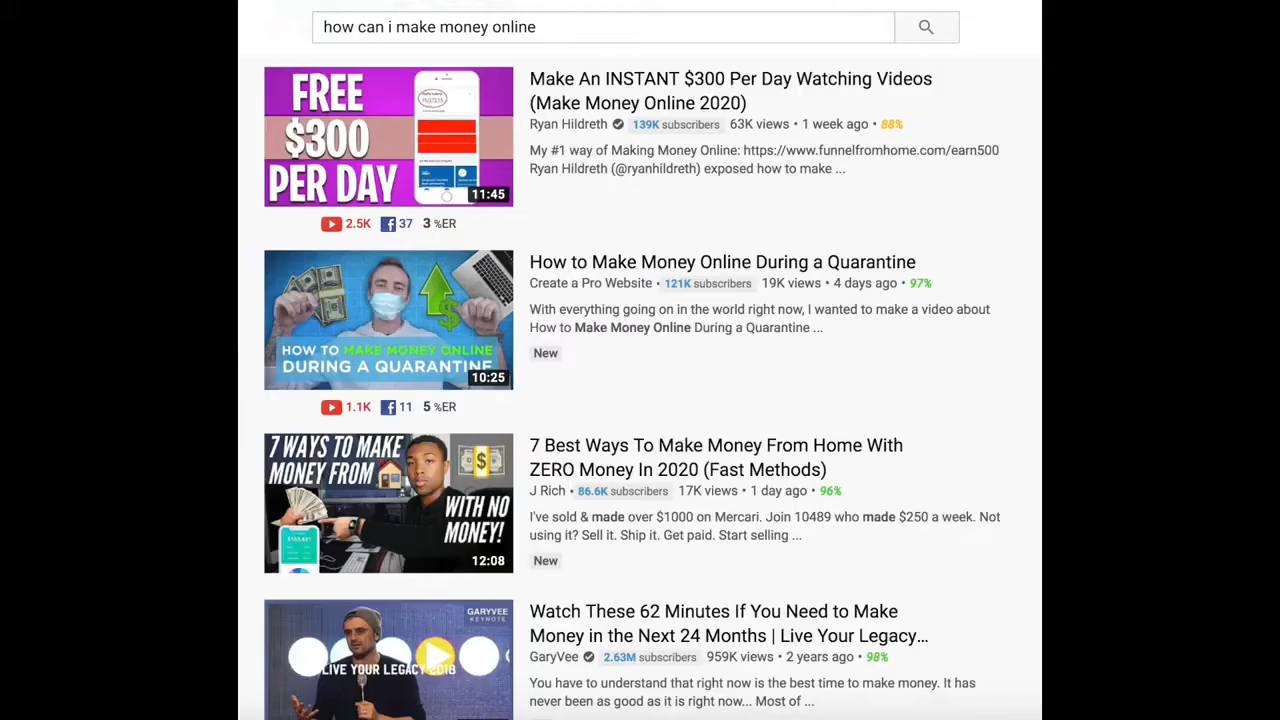 how can i make money online
FREE
$300
PER DAY
11:45
2.5K 37 3 %ER
Make An INSTANT $300 Per Day Watching Videos
(Make Money Online 2020)
Ryan Hildreth 139K subscribers 63K views • 1 week ago • 88%
My #1 way of Making Money Online: https://www.funnelfromhome.com/earn500
Ryan Hildreth (@ryanhildreth) exposed how to make ...
HOW TO MAKE MONEY ONLINE
DURING A QUARANTINE
10:25
1.1K 11 5 %ER
How to Make Money Online During a Quarantine
Create a Pro Website • 121K subscribers 19K views • 4 days ago • 97%
With everything going on in the world right now, I wanted to make a video about
How to Make Money Online During a Quarantine ...
New
7 WAYS TO MAKE
MONEY FROM
WITH NO
MONEY!
12:08
7 Best Ways To Make Money From Home With
ZERO Money In 2020 (Fast Methods)
J Rich • 86.6K subscribers 17K views • 1 day ago • 96%
I've sold & made over $1000 on Mercari. Join 10489 who made $250 a week. Not
using it? Sell it. Ship it. Get paid. Start selling ...
New
GARYVEE
KEYNOTE
LIVE YOUR LEGACY 2018
Watch These 62 Minutes If You Need to Make
Money in the Next 24 Months | Live Your Legacy...
GaryVee 2.63M subscribers 959K views • 2 years ago • 98%
You have to understand that right now is the best time to make money. It has
never been as good as it is right now... Most of ...